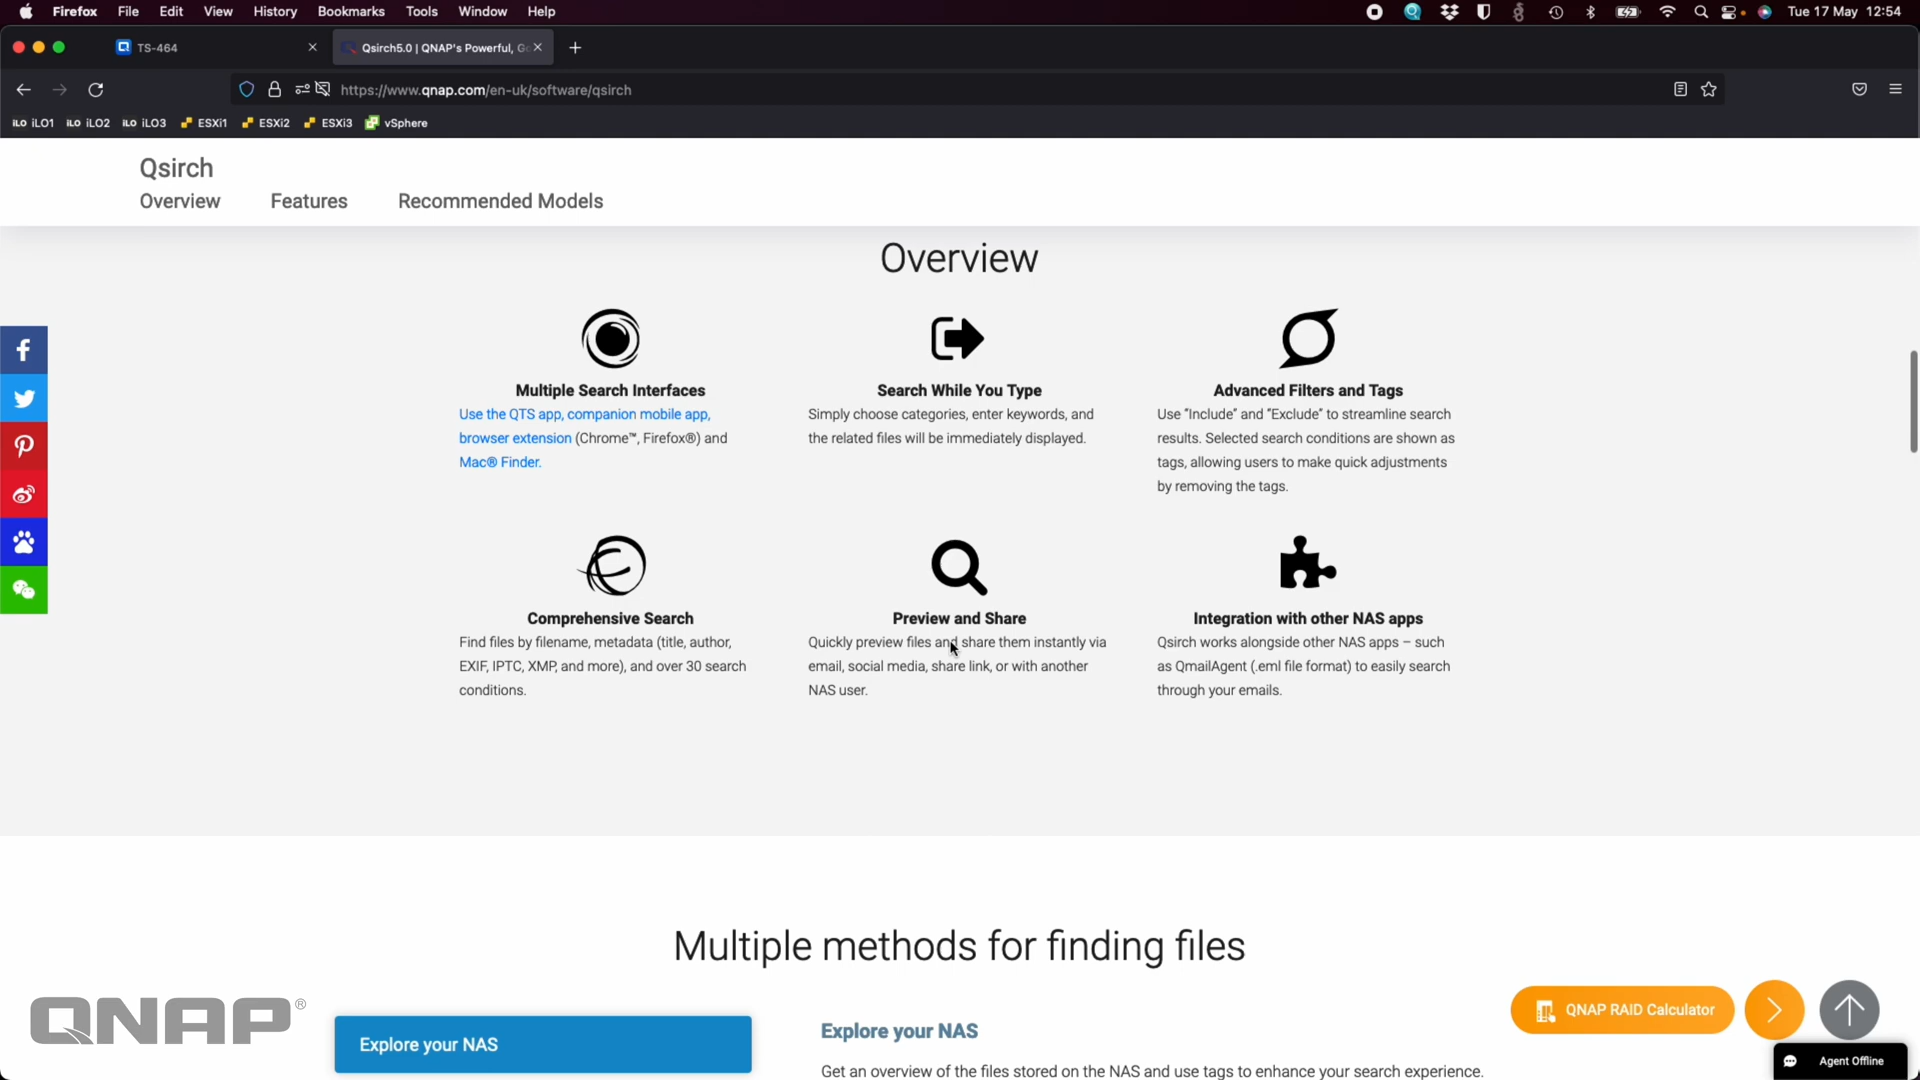 Firefox File Edit View History Bookmarks Tools Window Help Tue 17 May 12:54
TS-464 Qsirch5.0 | QNAP's Powerful, Go
https://www.qnap.com/en-uk/software/qsirch
iLO iLO1 iLO iLO2 iLO iLO3 ESXi1 ESXi2 ESXi3 vSphere
Qsirch
Overview Features Recommended Models
Overview
Multiple Search Interfaces
Use the QTS app, companion mobile app,
browser extension (Chrome™, Firefox®) and
Mac® Finder.
Search While You Type
Simply choose categories, enter keywords, and
the related files will be immediately displayed.
Advanced Filters and Tags
Use "Include" and "Exclude" to streamline search
results. Selected search conditions are shown as
tags, allowing users to make quick adjustments
by removing the tags.
Comprehensive Search
Find files by filename, metadata (title, author,
EXIF, IPTC, XMP, and more), and over 30 search
conditions.
Preview and Share
Quickly preview files and share them instantly via
email, social media, share link, or with another
NAS user.
Integration with other NAS apps
Qsirch works alongside other NAS apps – such
as QmailAgent (.eml file format) to easily search
through your emails.
Multiple methods for finding files
QNAP®
Explore your NAS
Explore your NAS
Get an overview of the files stored on the NAS and use tags to enhance your search experience.
QNAP RAID Calculator
Agent Offline